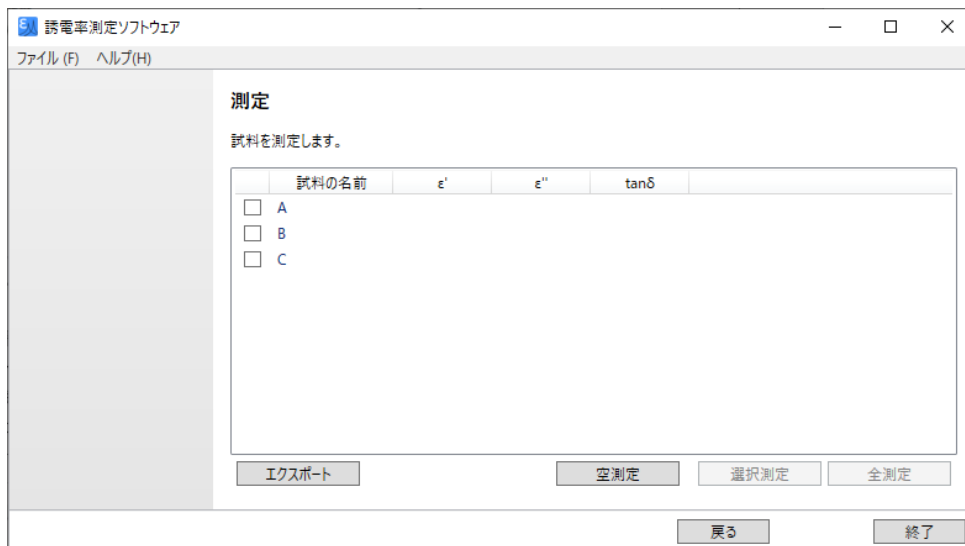 誘電率測定ソフトウェア
ファイル (F) ヘルプ(H)
測定
試料を測定します。
試料の名前 ε' ε'' tanδ
A
B
C
エクスポート 空測定 選択測定 全測定
戻る 終了